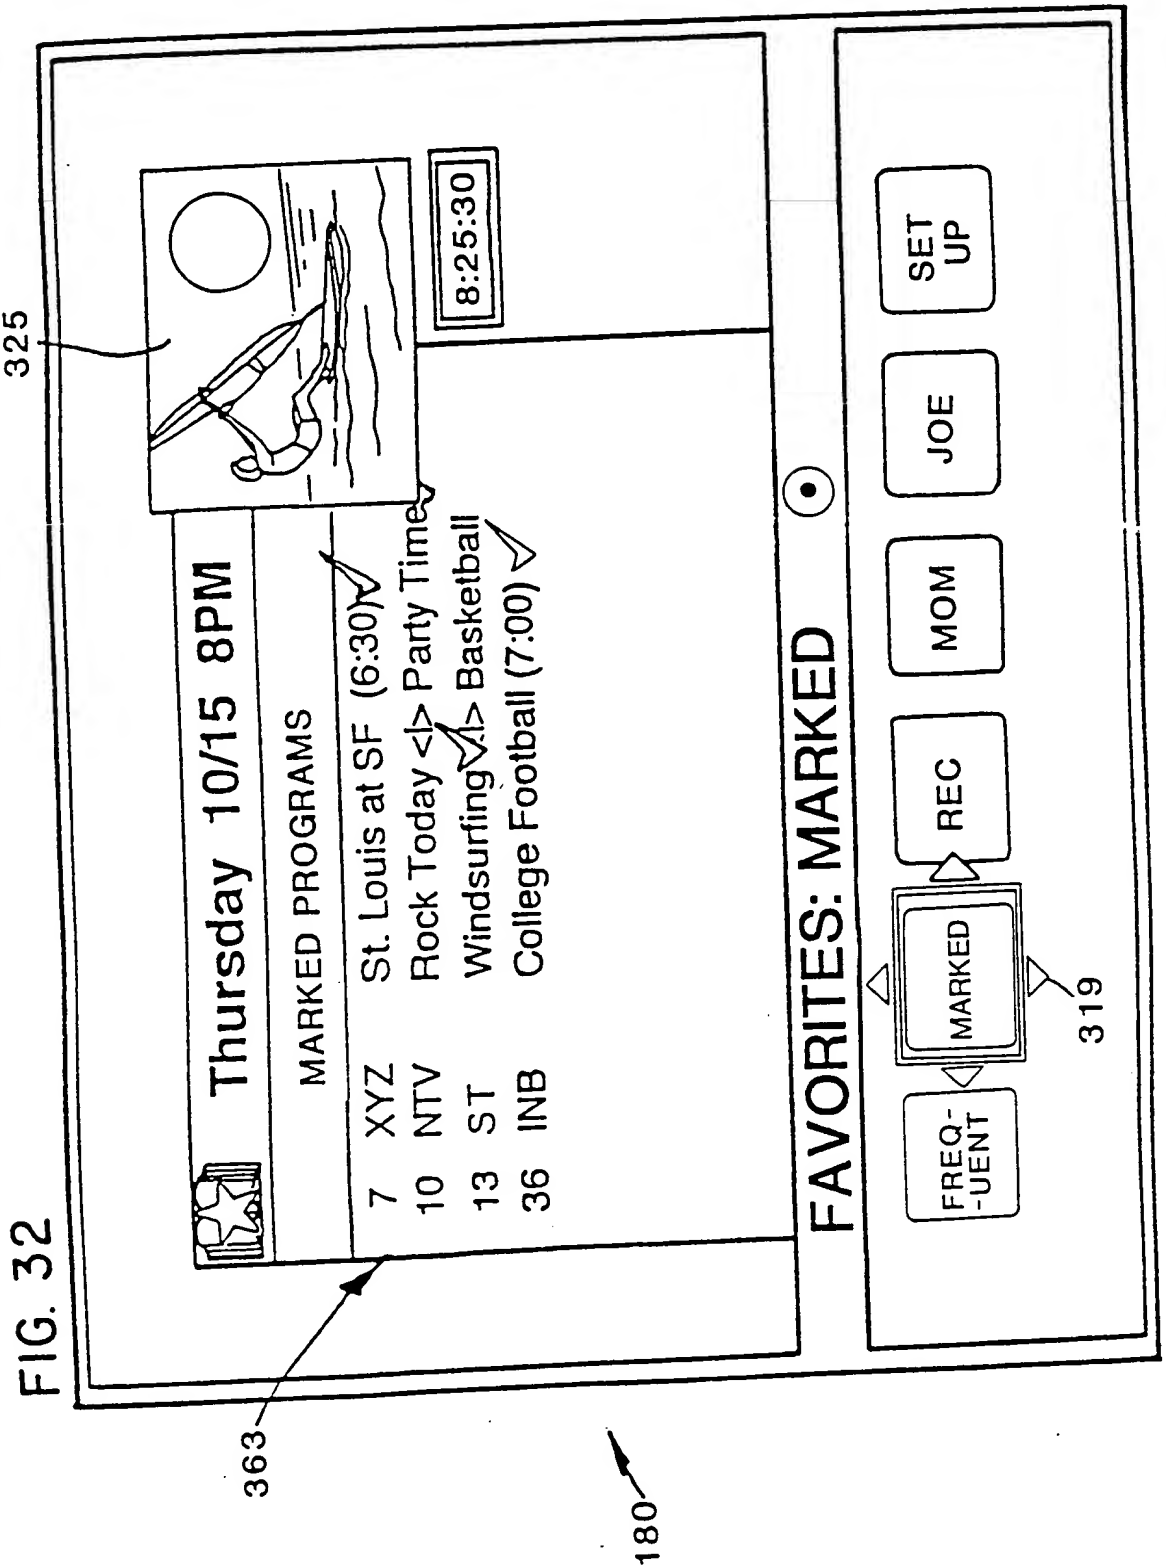 FIG. 32
325
363
180
Thursday 10/15 8PM
MARKED PROGRAMS
7 XYZ St. Louis at SF (6:30)
10 NTV Rock Today <|> Party Time
13 ST Windsurfing <|> Basketball
36 INB College Football (7:00)
8:25:30
FAVORITES: MARKED
FREQ-
-UENT
MARKED
REC
MOM
JOE
SET
UP
319